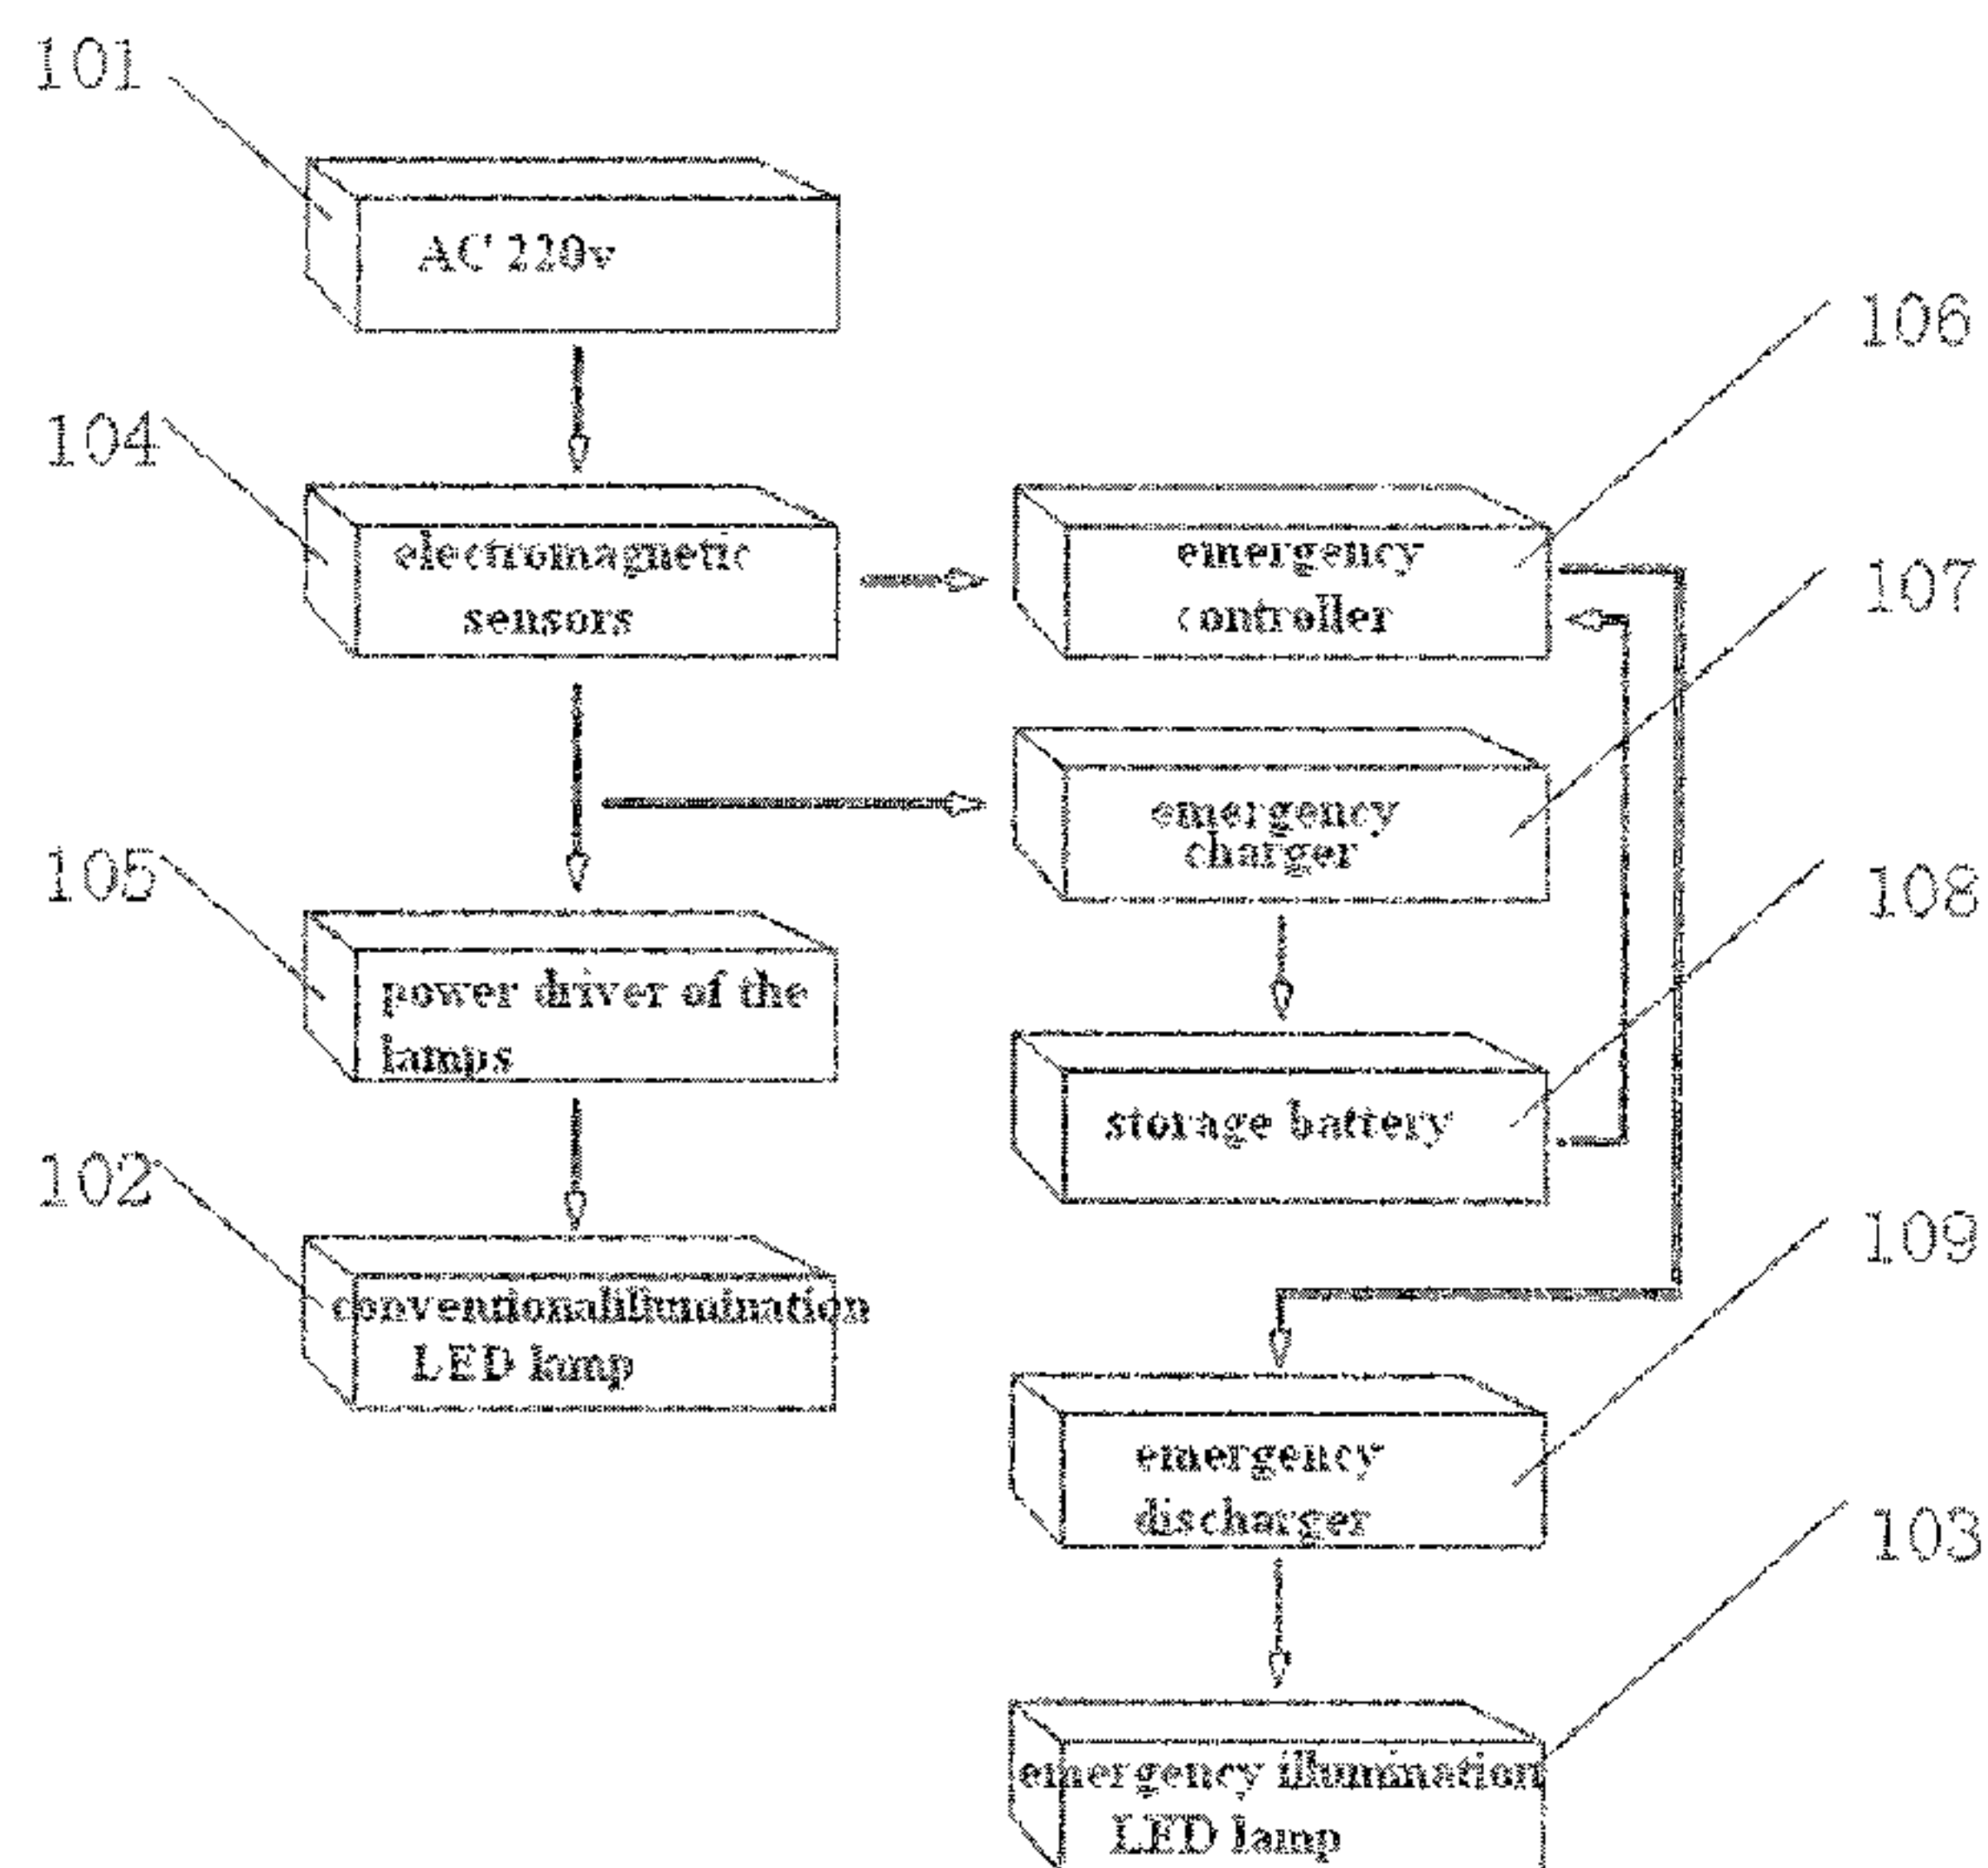 101
AC 220v
106
104
electromagnetic
sensors
emergency
controller
107
emergency
charger
105
power driver of the
lamps
108
storage battery
102
conventionalillumination
LED lamp
109
emergency
discharger
103
emergency illumination
LED lamp